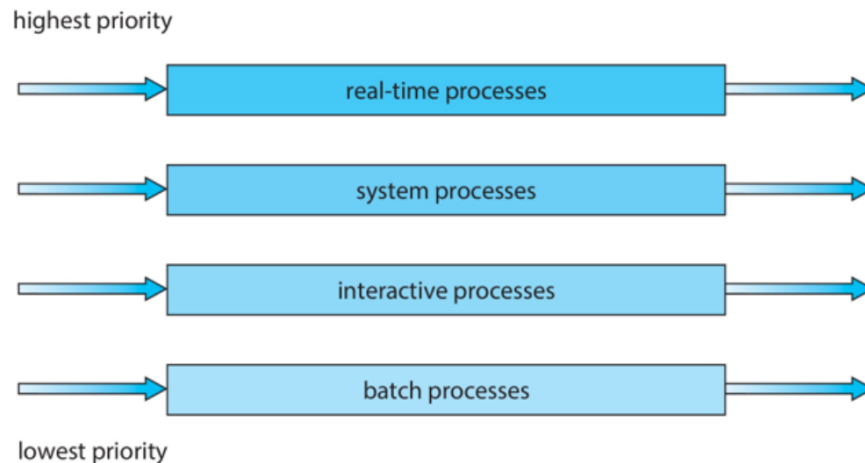 highest priority
real-time processes
system processes
interactive processes
batch processes
lowest priority